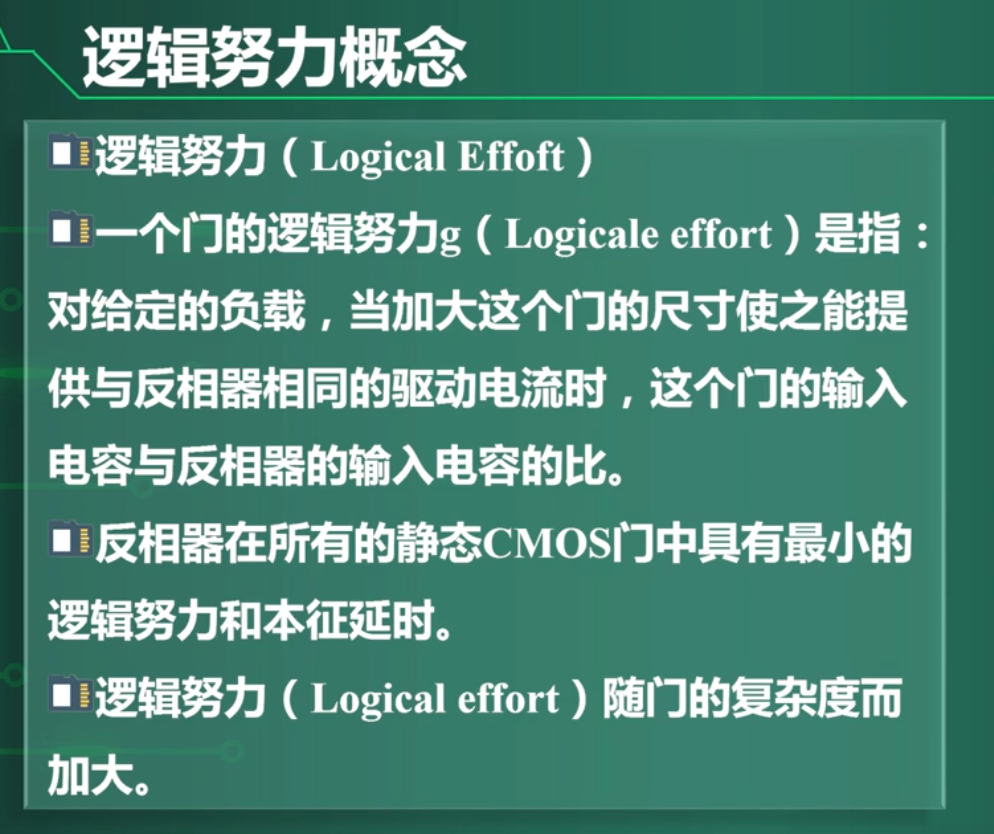 逻辑努力概念
逻辑努力（Logical Effoft）
一个门的逻辑努力g（Logicale effort）是指：
对给定的负载，当加大这个门的尺寸使之能提
供与反相器相同的驱动电流时，这个门的输入
电容与反相器的输入电容的比。
反相器在所有的静态CMOS门中具有最小的
逻辑努力和本征延时。
逻辑努力（Logical effort）随门的复杂度而
加大。